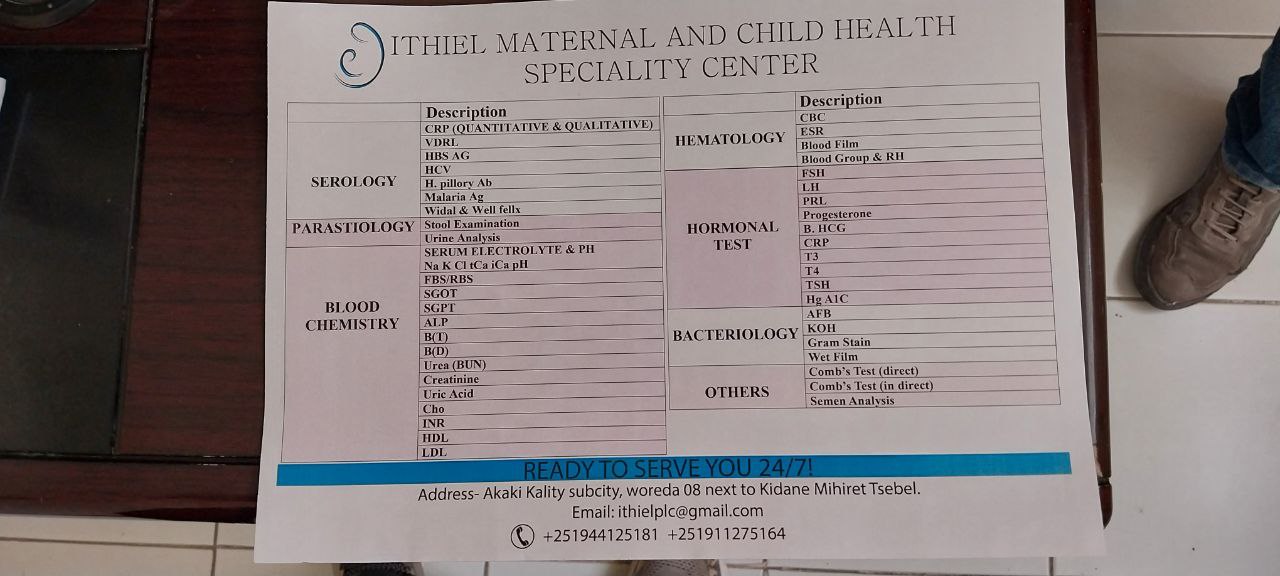 ITHIEL MATERNAL AND CHILD HEALTH
SPECIALITY CENTER
Description
SEROLOGY
CRP (QUANTITATIVE & QUALITATIVE)
VDRL
HBS AG
HCV
H. pillory Ab
Malaria Ag
Widal & Well fellx
PARASTIOLOGY
Stool Examination
Urine Analysis
BLOOD
CHEMISTRY
SERUM ELECTROLYTE & PH
Na K Cl tCa iCa pH
FBS/RBS
SGOT
SGPT
ALP
B(T)
B(D)
Urea (BUN)
Creatinine
Uric Acid
Cho
INR
HDL
LDL
Description
HEMATOLOGY
CBC
ESR
Blood Film
Blood Group & RH
HORMONAL
TEST
FSH
LH
PRL
Progesterone
B. HCG
CRP
T3
T4
TSH
Hg A1C
BACTERIOLOGY
AFB
KOH
Gram Stain
Wet Film
OTHERS
Comb's Test (direct)
Comb's Test (in direct)
Semen Analysis
READY TO SERVE YOU 24/7!
Address- Akaki Kality subcity, woreda 08 next to Kidane Mihiret Tsebel.
Email: ithielplc@gmail.com
+251944125181 +251911275164